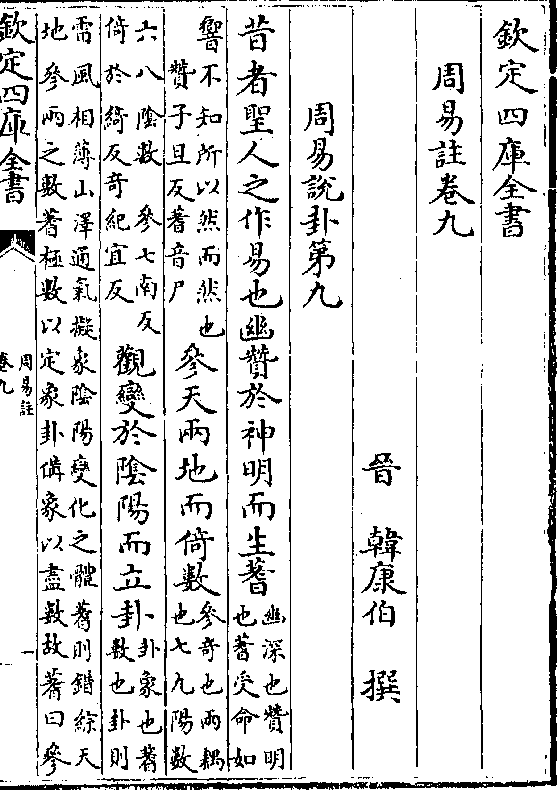 欽定四庫全書
周易註卷九
晉 韓康伯 撰
周易說卦第九
昔者聖人之作易也幽贊於神明而生蓍幽深也贊明也蓍受命如
響不知所以然而然也贊子旦反蓍音尸參天兩地而倚數參奇也兩耦也七九陽數
六八陰數 參七南反倚於綺反奇紀宜反觀變於陰陽而立卦卦象也蓍數也卦則
雷風相薄山澤通氣擬象陰陽變化之體蓍則錯綜天
地參兩之數蓍極數以定象卦備象以盡數故蓍曰參
欽定四庫全書
周易註
卷九
一